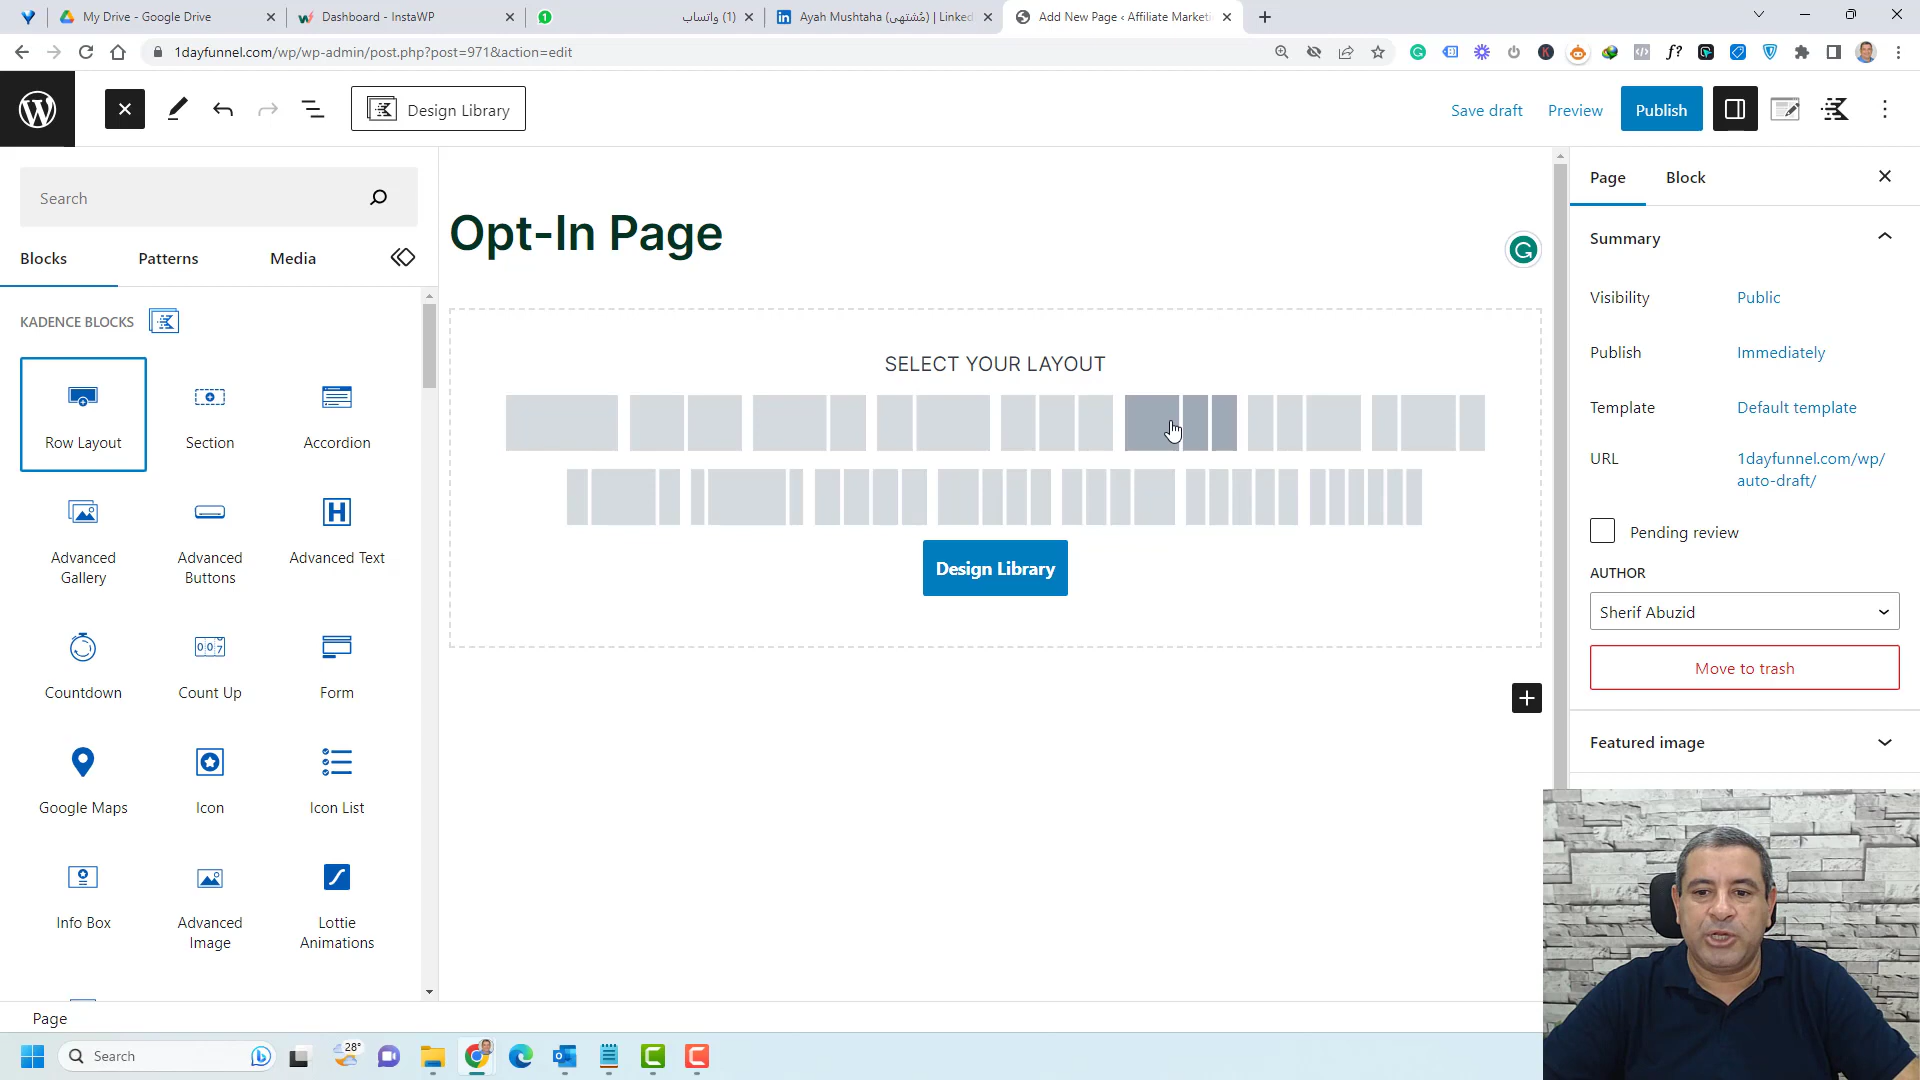 My Drive - Google Drive
Dashboard - InstaWP
1
(1) واتساب
Ayah Mushtaha (مُشتهى) | Linked
Add New Page ‹ Affiliate Marketi
1dayfunnel.com/wp/wp-admin/post.php?post=971&action=edit
Design Library
Save draft
Preview
Publish
Search
Blocks
Patterns
Media
KADENCE BLOCKS
Row Layout
Section
Accordion
Advanced Gallery
Advanced Buttons
Advanced Text
Countdown
Count Up
Form
Google Maps
Icon
Icon List
Info Box
Advanced Image
Lottie Animations
Opt-In Page
SELECT YOUR LAYOUT
Design Library
Page
Block
Summary
Visibility
Public
Publish
Immediately
Template
Default template
URL
1dayfunnel.com/wp/
auto-draft/
Pending review
AUTHOR
Sherif Abuzid
Move to trash
Featured image
Page
Search
28°